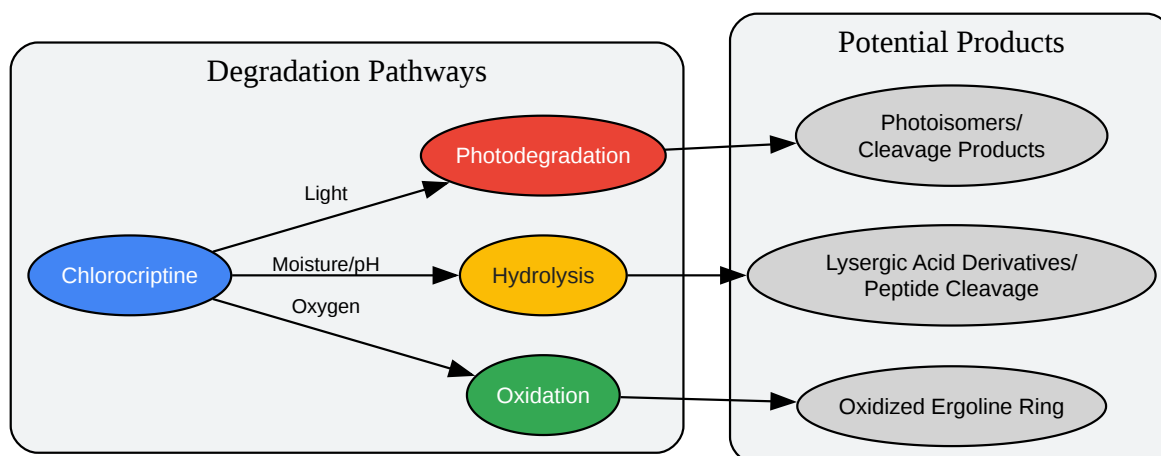 Degradation Pathways
Potential Products
Chlorocriptine
Light
Moisture/pH
Oxygen
Photodegradation
Hydrolysis
Oxidation
Photoisomers/
Cleavage Products
Lysergic Acid Derivatives/
Peptide Cleavage
Oxidized Ergoline Ring